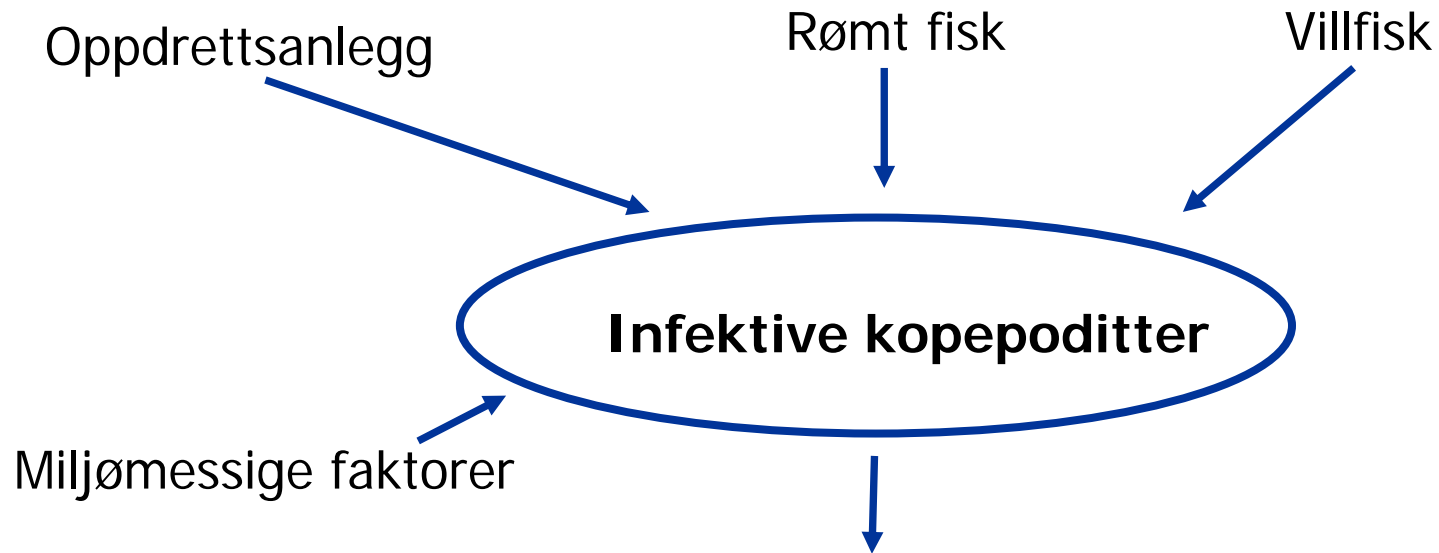 Oppdrettsanlegg
Rømt fisk
Villfisk
Infektive kopepoditter
Miljømessige faktorer